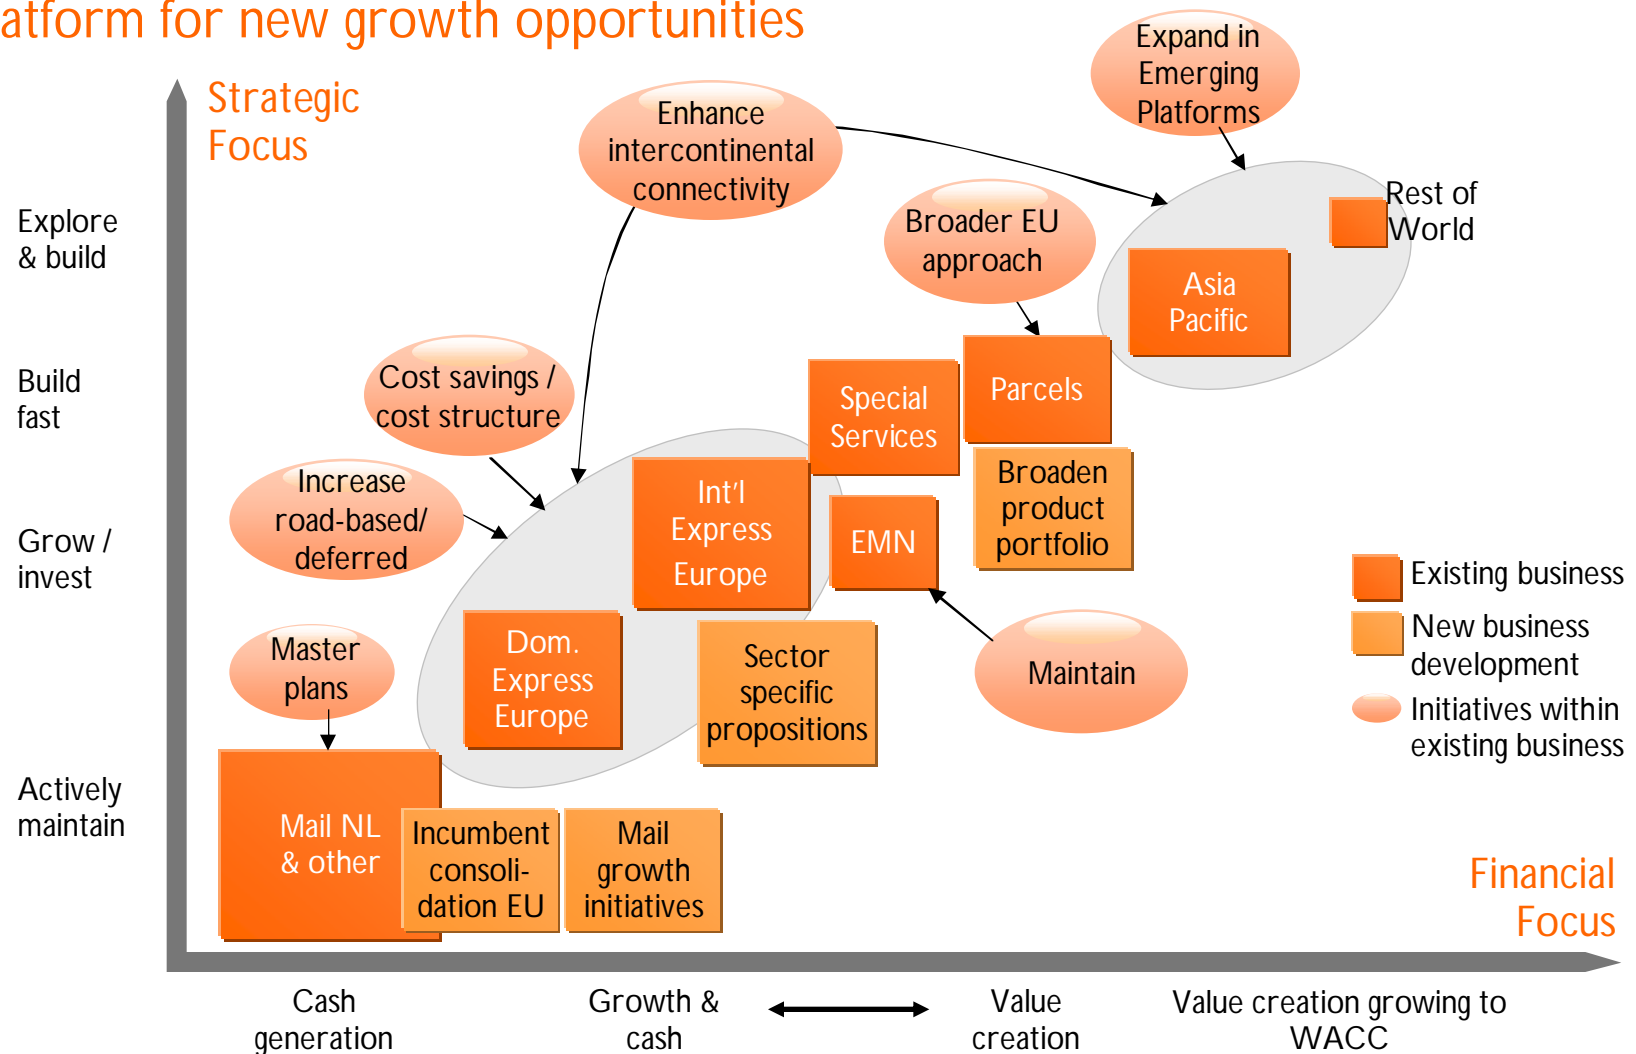 atform for new growth opportunities
Strategic
Focus
Explore
& build
Build
fast
Grow /
invest
Actively
maintain
Enhance
intercontinental
connectivity
Expand in
Emerging
Platforms
Broader EU
approach
Rest of
World
Asia
Pacific
Cost savings /
cost structure
Increase
road-based/
deferred
Master
plans
Special
Services
Parcels
Broaden
product
portfolio
Int'l
Express
Europe
EMN
Dom.
Express
Europe
Sector
specific
propositions
Maintain
Mail NL
& other
Incumbent
consoli-
dation EU
Mail
growth
initiatives
Existing business
New business
development
Initiatives within
existing business
Financial
Focus
Cash
generation
Growth &
cash
Value
creation
Value creation growing to
WACC